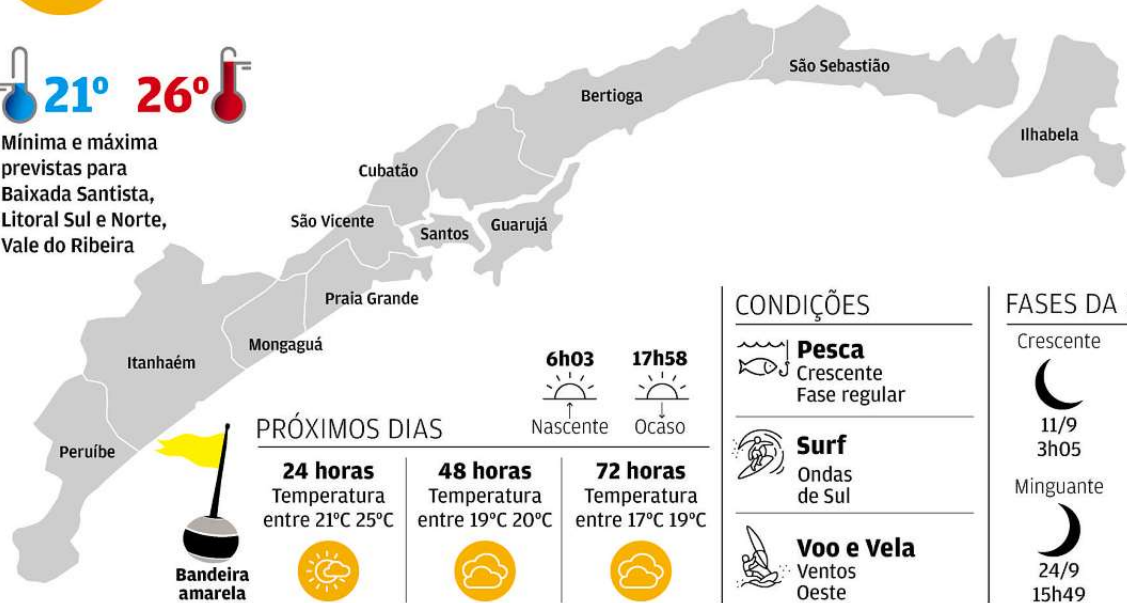 21º 26º
Mínima e máxima
previstas para
Baixada Santista,
Litoral Sul e Norte,
Vale do Ribeira
São Sebastião
Bertioga
Ilhabela
Cubatão
São Vicente
Santos
Guarujá
Praia Grande
Mongaguá
Itanhaém
Peruíbe
Bandeira
amarela
6h03
Nascente
17h58
Ocaso
PRÓXIMOS DIAS
24 horas
Temperatura
entre 21ºC 25ºC
48 horas
Temperatura
entre 19ºC 20ºC
72 horas
Temperatura
entre 17ºC 19ºC
CONDIÇÕES
Pesca
Crescente
Fase regular
Surf
Ondas
de Sul
Voo e Vela
Ventos
Oeste
FASES DA
Crescente
11/9
3h05
Minguante
24/9
15h49